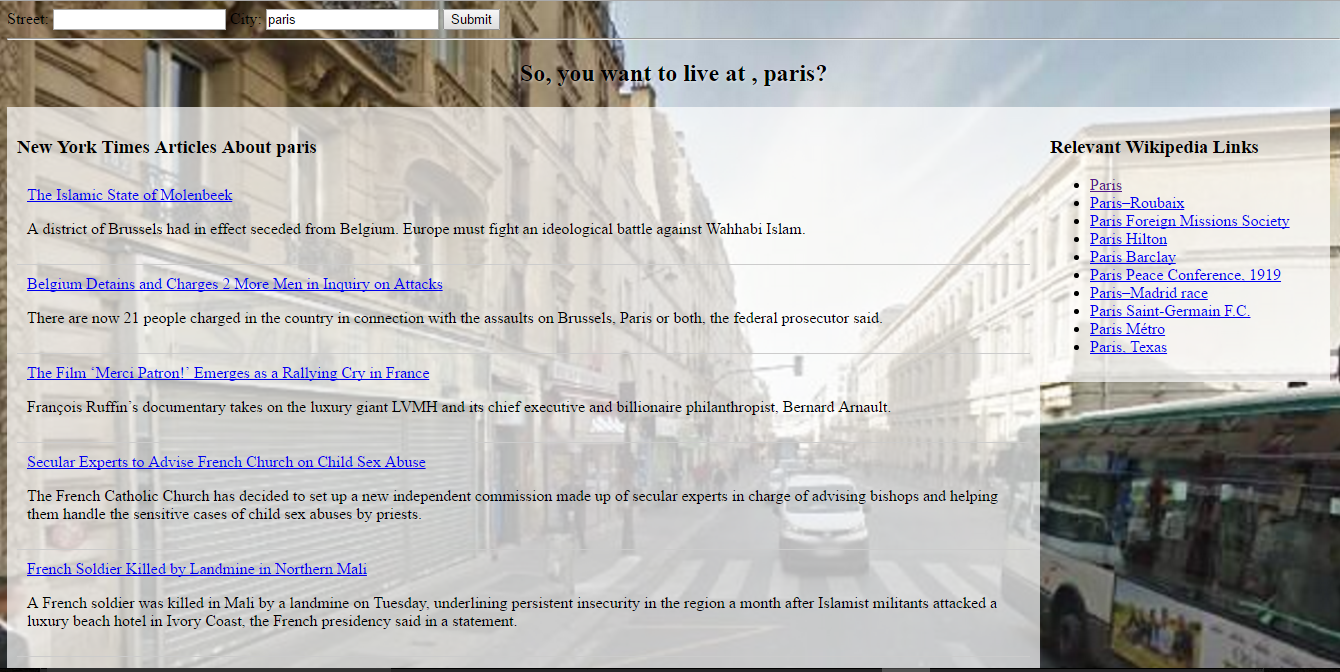 Street: City: paris Submit
So, you want to live at , paris?
New York Times Articles About paris
The Islamic State of Molenbeek
A district of Brussels had in effect seceded from Belgium. Europe must fight an ideological battle against Wahhabi Islam.
Belgium Detains and Charges 2 More Men in Inquiry on Attacks
There are now 21 people charged in the country in connection with the assaults on Brussels, Paris or both, the federal prosecutor said.
The Film ‘Merci Patron!’ Emerges as a Rallying Cry in France
François Ruffin’s documentary takes on the luxury giant LVMH and its chief executive and billionaire philanthropist, Bernard Arnault.
Secular Experts to Advise French Church on Child Sex Abuse
The French Catholic Church has decided to set up a new independent commission made up of secular experts in charge of advising bishops and helping
them handle the sensitive cases of child sex abuses by priests.
French Soldier Killed by Landmine in Northern Mali
A French soldier was killed in Mali by a landmine on Tuesday, underlining persistent insecurity in the region a month after Islamist militants attacked a
luxury beach hotel in Ivory Coast, the French presidency said in a statement.
Relevant Wikipedia Links
Paris
Paris–Roubaix
Paris Foreign Missions Society
Paris Hilton
Paris Barclay
Paris Peace Conference, 1919
Paris–Madrid race
Paris Saint-Germain F.C.
Paris Métro
Paris, Texas